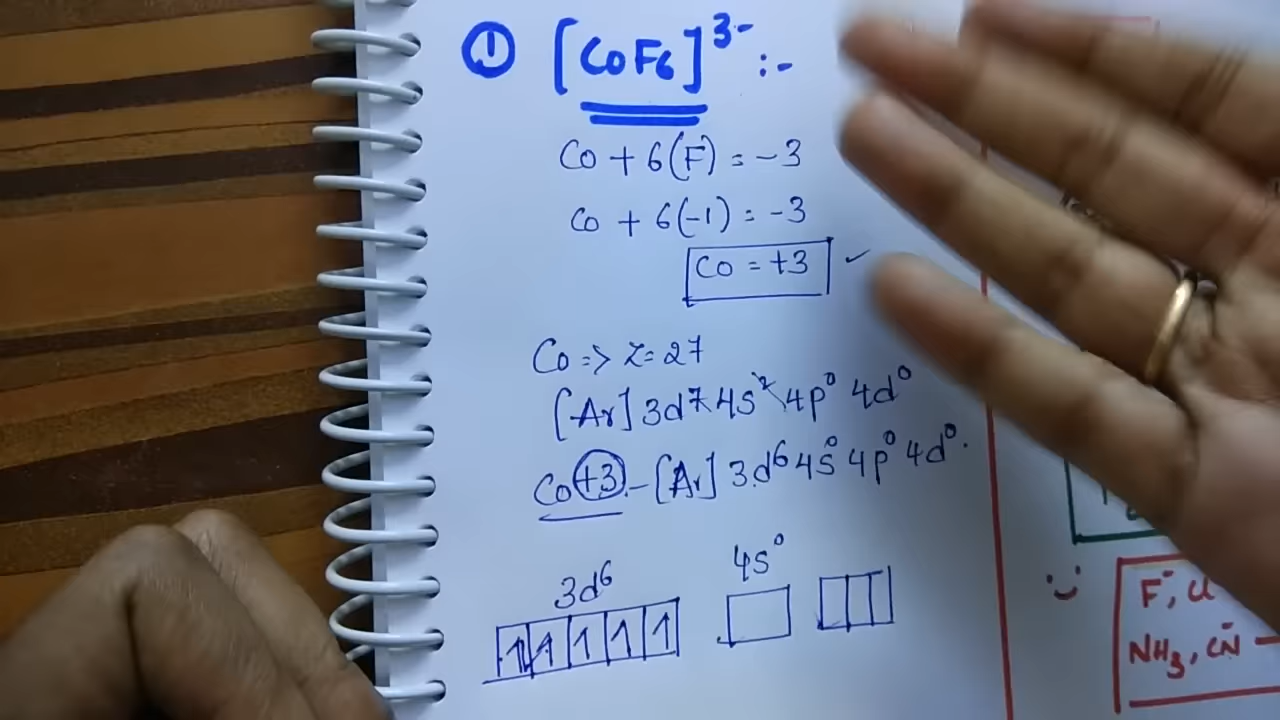 ① [CoF6]³⁻ :-
Co + 6(F) = -3
Co + 6(-1) = -3
Co = +3 ✓
Co => Z = 27
[Ar] 3d⁷ 4s² 4p⁰ 4d⁰
Co+3 - [Ar] 3d⁶ 4s⁰ 4p⁰ 4d⁰.
3d⁶ 4s⁰
F⁻, Cl
NH₃, CN⁻